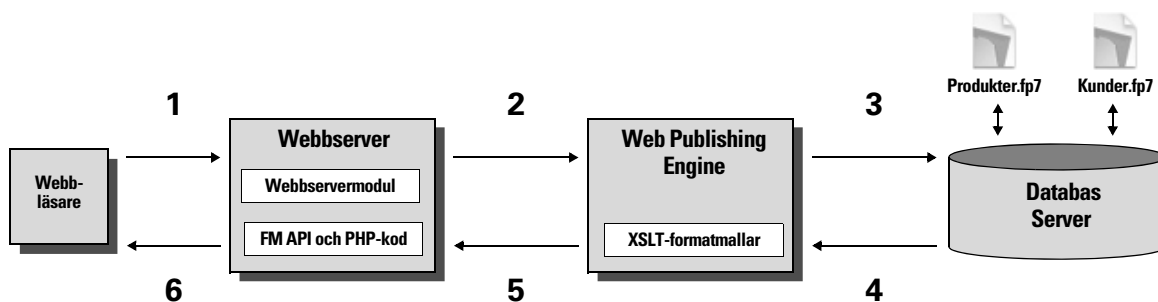 Produkter.fp7
Kunder.fp7
1
2
3
Webb-
läsare
Webbserver
Webbservermodul
FM API och PHP-kod
Web Publishing
Engine
XSLT-formatmallar
Databas
Server
6
5
4